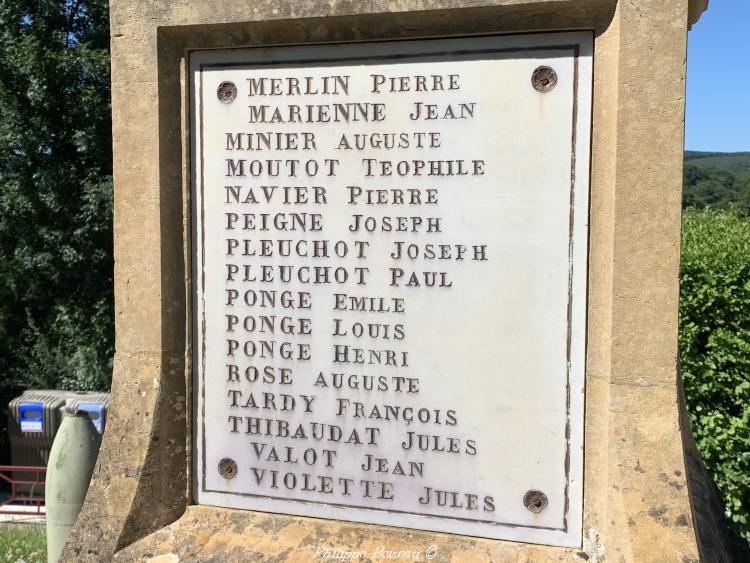 MERLIN PIERRE
MARIENNE JEAN
MINIER AUGUSTE
MOUTOT TEOPHILE
NAVIER PIERRE
PEIGNE JOSEPH
PLEUCHOT JOSEPH
PLEUCHOT PAUL
PONGE EMILE
PONGE LOUIS
PONGE HENRI
ROSE AUGUSTE
TARDY FRANÇOIS
THIBAUDAT JULES
VALOT JEAN
VIOLETTE JULES
Philippe Poiseau ©